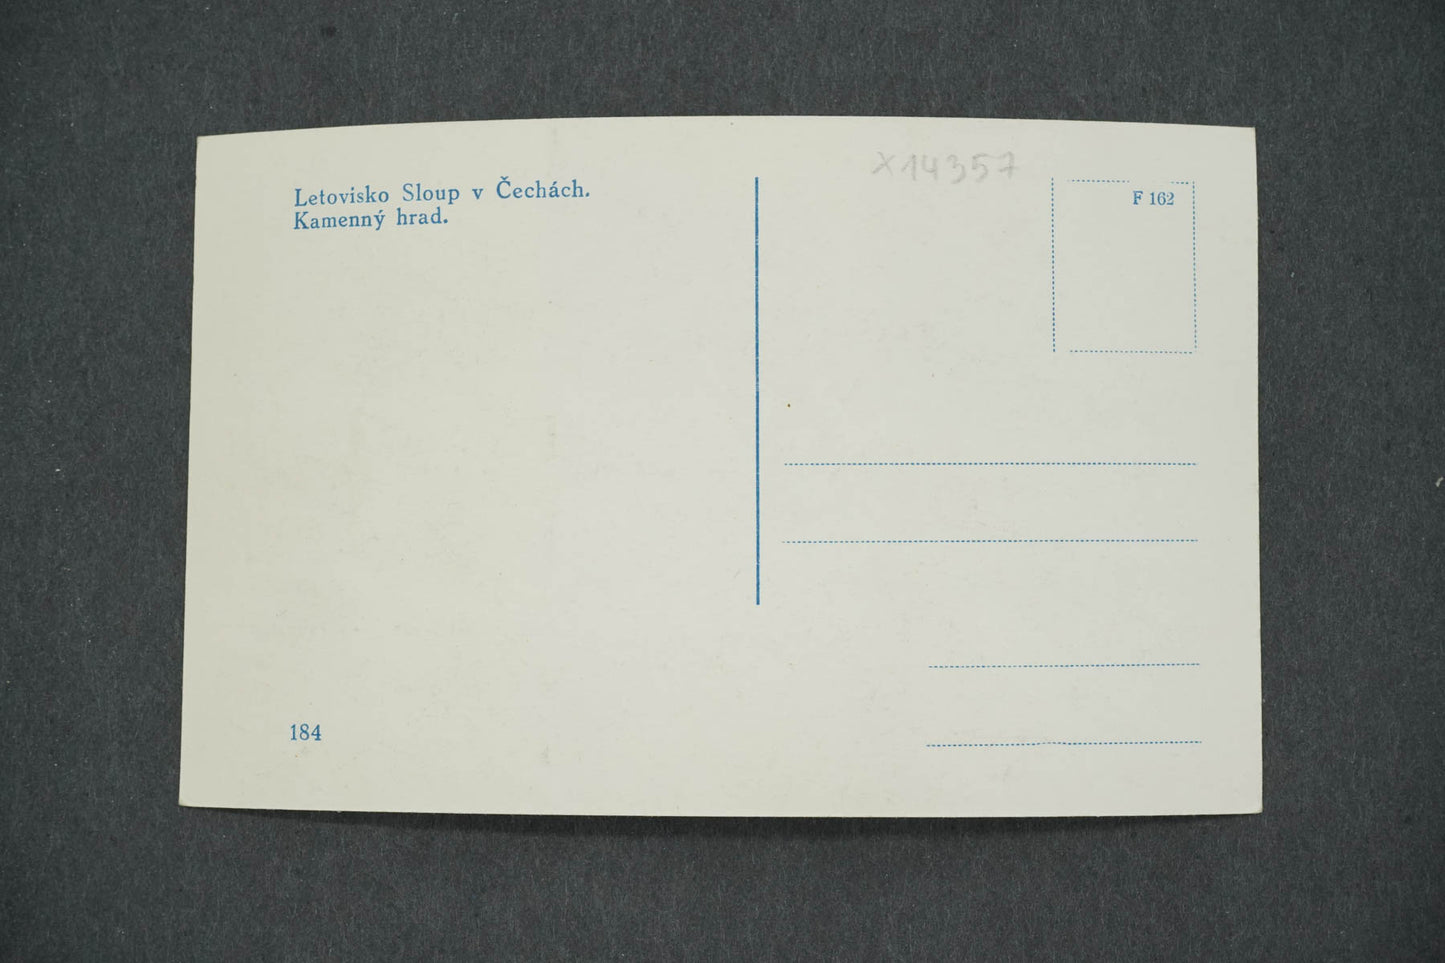 Letovisko Sloup v Čechách.
Kamenný hrad.
X14357
F 162
184